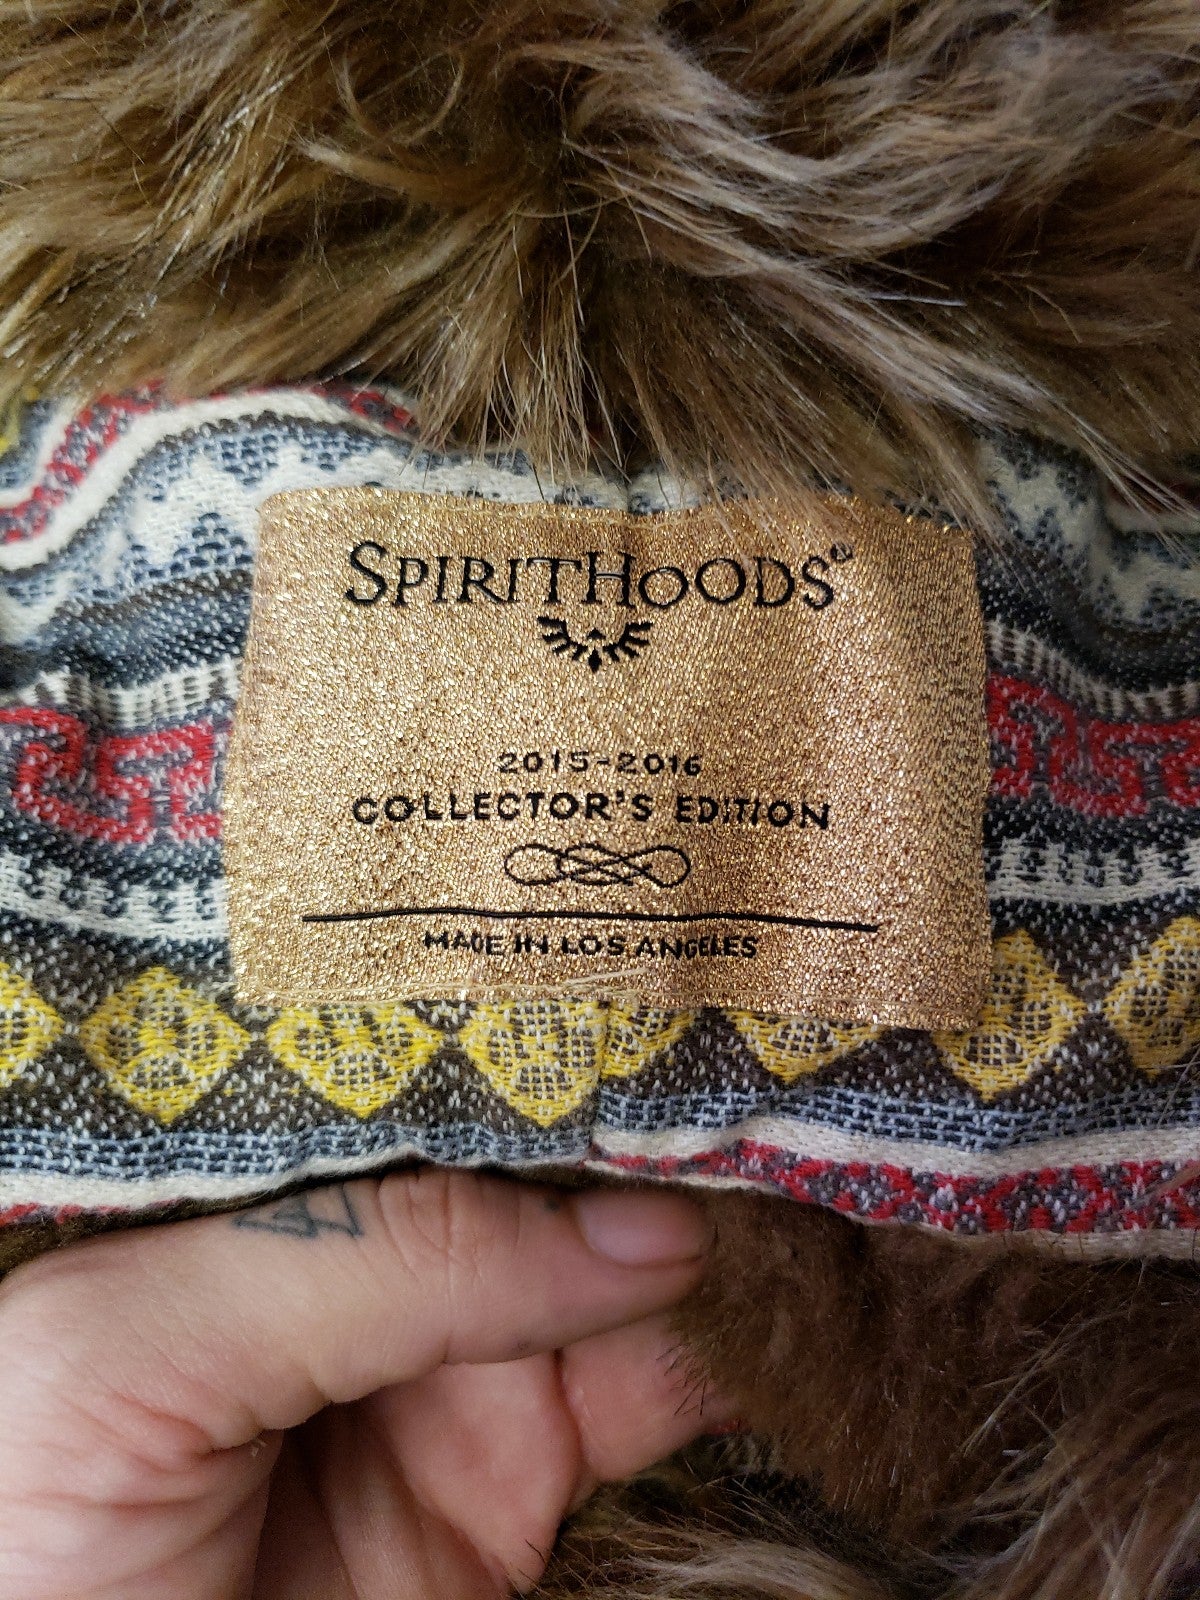 SPIRITHOODS®
2015-2016
COLLECTOR'S EDITION
MADE IN LOS ANGELES